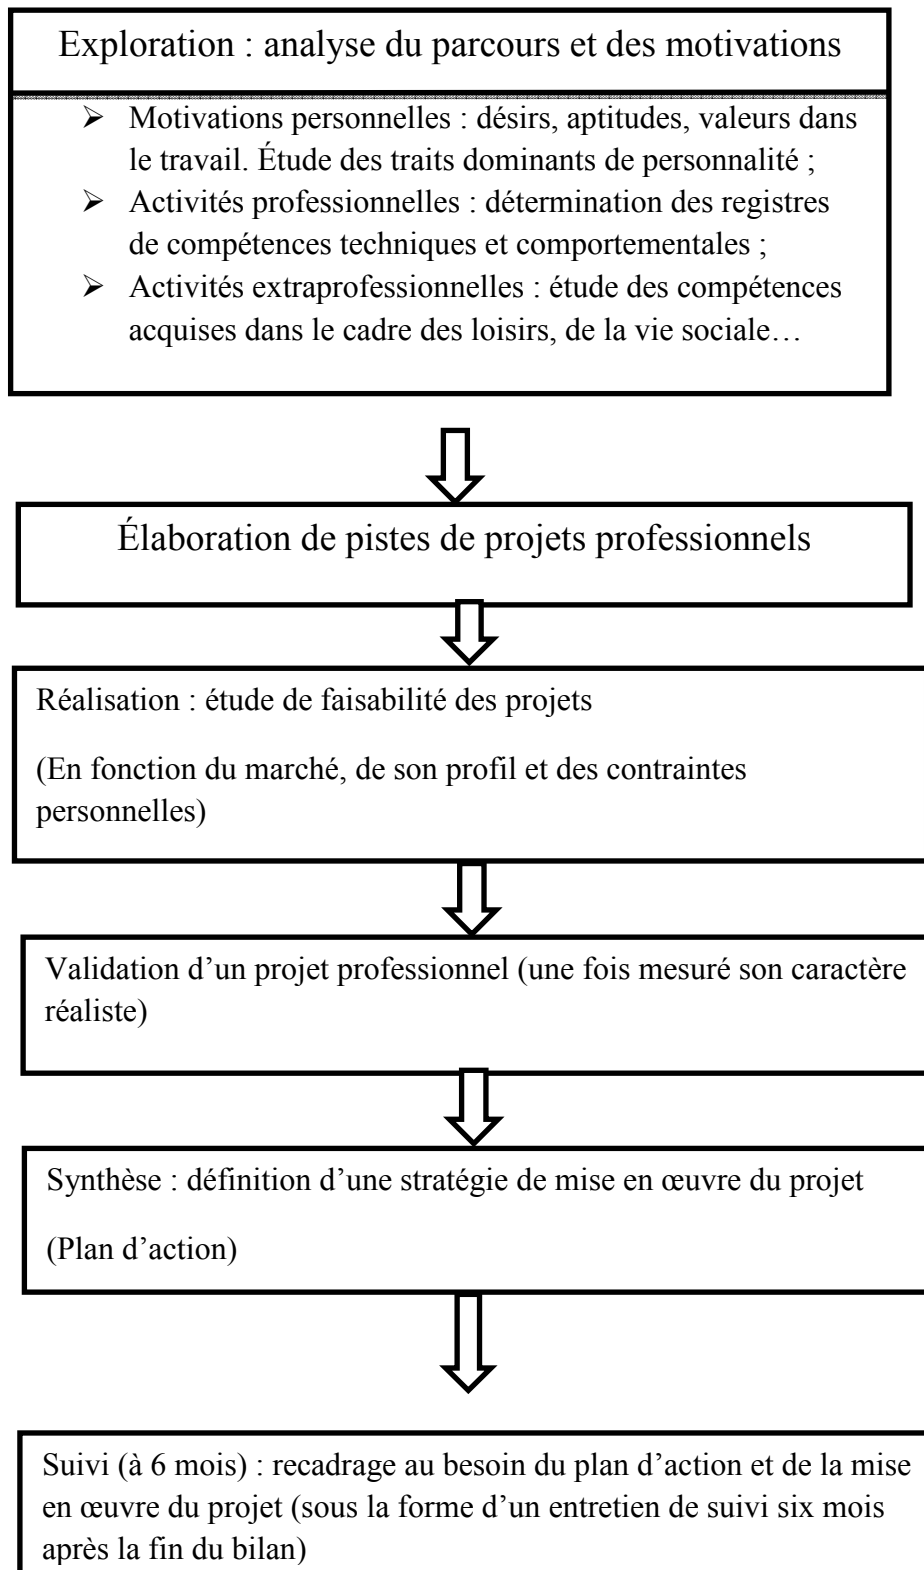 Exploration : analyse du parcours et des motivations
➢ Motivations personnelles : désirs, aptitudes, valeurs dans
le travail. Étude des traits dominants de personnalité ;
➢ Activités professionnelles : détermination des registres
de compétences techniques et comportementales ;
➢ Activités extraprofessionnelles : étude des compétences
acquises dans le cadre des loisirs, de la vie sociale…
Élaboration de pistes de projets professionnels
Réalisation : étude de faisabilité des projets
(En fonction du marché, de son profil et des contraintes
personnelles)
Validation d’un projet professionnel (une fois mesuré son caractère
réaliste)
Synthèse : définition d’une stratégie de mise en œuvre du projet
(Plan d’action)
Suivi (à 6 mois) : recadrage au besoin du plan d’action et de la mise
en œuvre du projet (sous la forme d’un entretien de suivi six mois
après la fin du bilan)